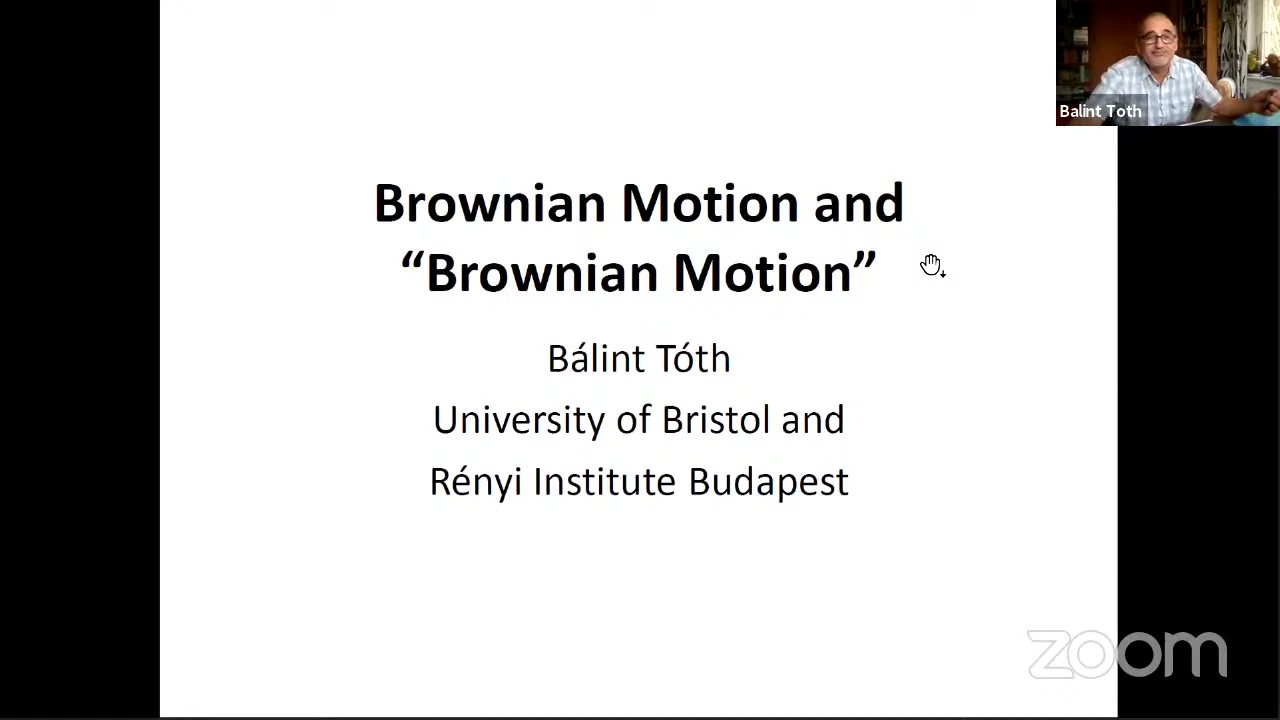 Balint Toth
Brownian Motion and
“Brownian Motion”
Bálint Tóth
University of Bristol and
Rényi Institute Budapest
zoom